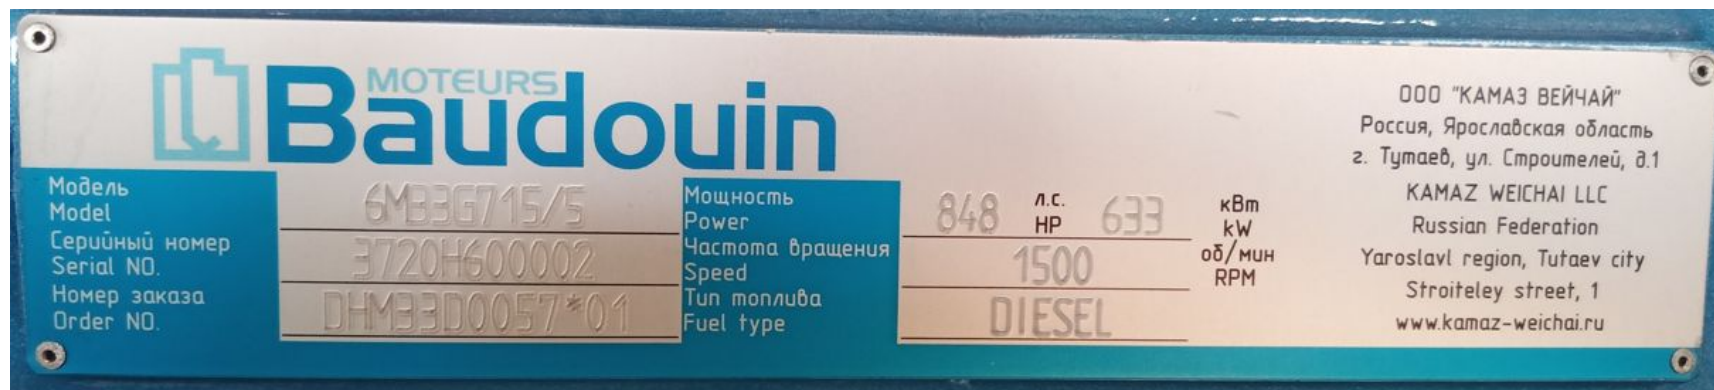 MOTEURS
Baudouin
Модель
Model
6M33G715/5
Серийный номер
Serial NO.
3720H600002
Номер заказа
Order NO.
DHM33D0057*01
Мощность
Power
848 л.с. HP 633 кВт kW
Частота вращения
Speed
1500 об/мин RPM
Тип топлива
Fuel type
DIESEL
ООО "КАМАЗ ВЕЙЧАЙ"
Россия, Ярославская область
г. Тутаев, ул. Строителей, д.1
KAMAZ WEICHAI LLC
Russian Federation
Yaroslavl region, Tutaev city
Stroiteley street, 1
www.kamaz-weichai.ru